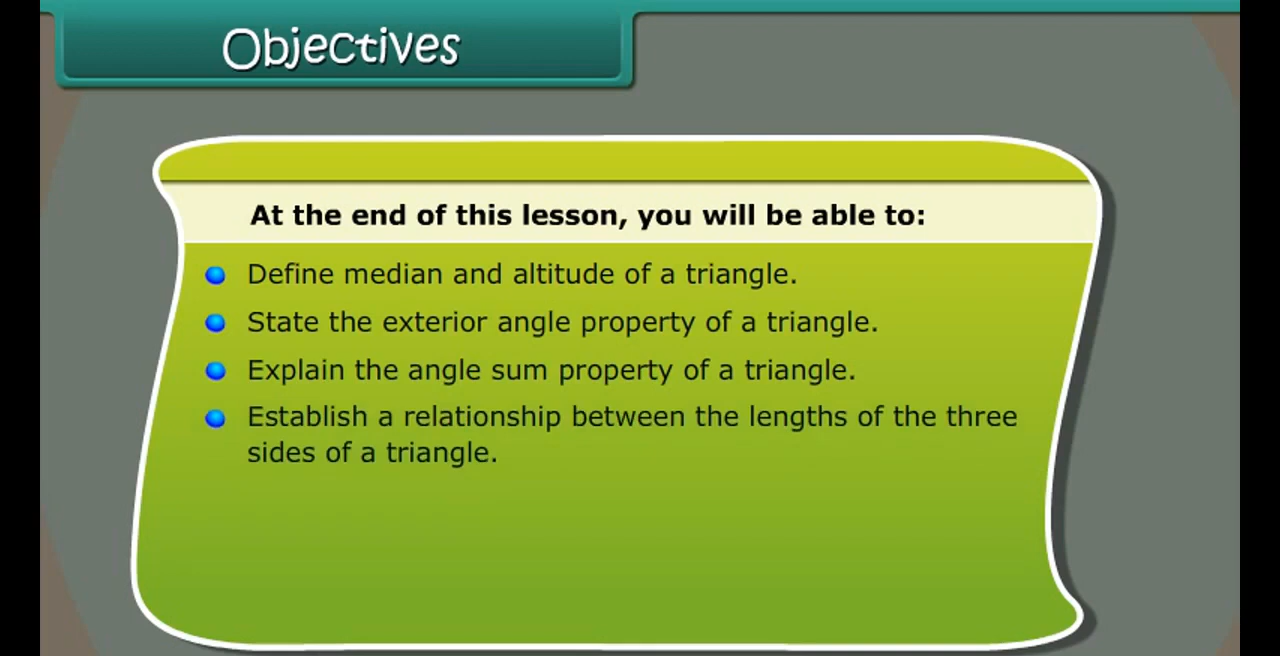 Objectives
At the end of this lesson, you will be able to:
Define median and altitude of a triangle.
State the exterior angle property of a triangle.
Explain the angle sum property of a triangle.
Establish a relationship between the lengths of the three
sides of a triangle.